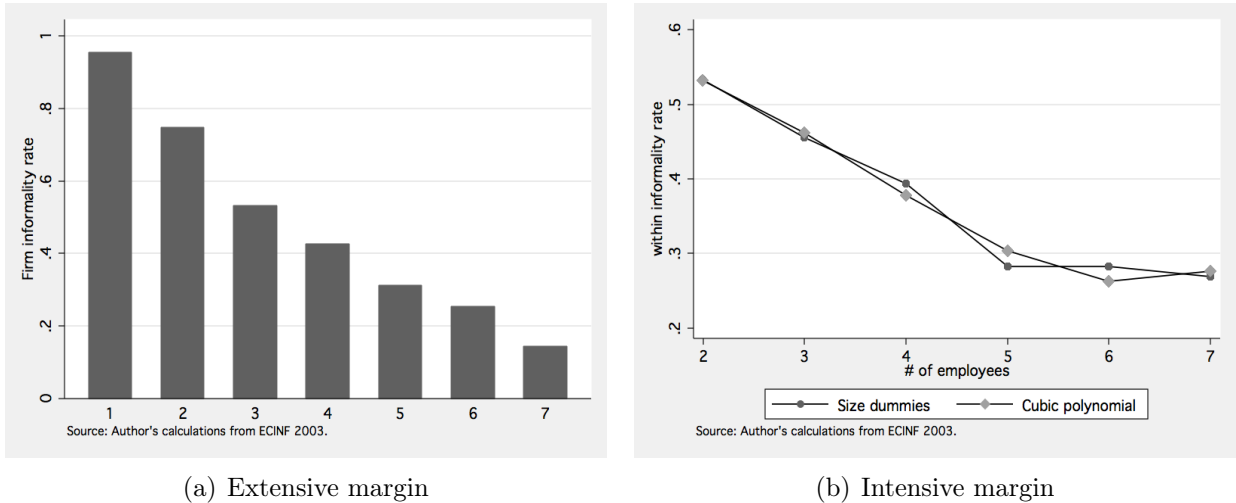 Firm informality rate
1
.8
.6
.4
.2
0
1 2 3 4 5 6 7
Source: Author's calculations from ECINF 2003.
(a) Extensive margin
within informality rate
.6
.5
.4
.3
.2
2 3 4 5 6 7
# of employees
Size dummies Cubic polynomial
Source: Author's calculations from ECINF 2003.
(b) Intensive margin